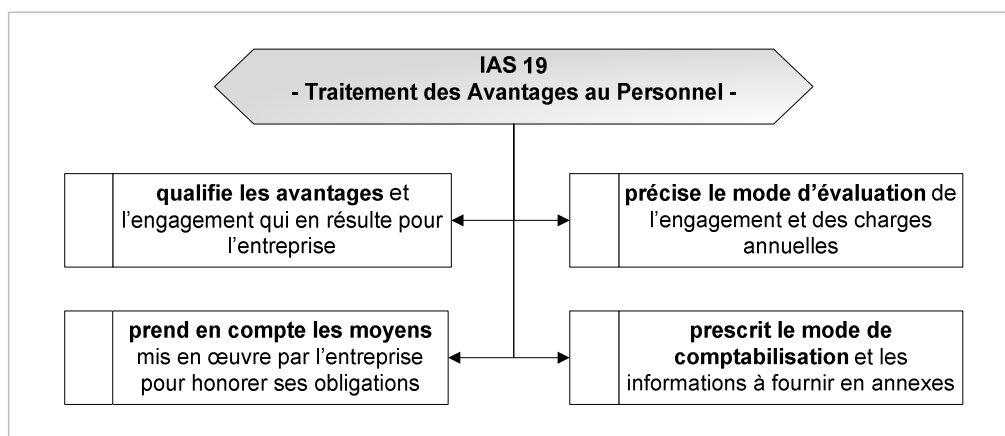 IAS 19
- Traitement des Avantages au Personnel -
qualifie les avantages et
l’engagement qui en résulte pour
l’entreprise
précise le mode d’évaluation de
l’engagement et des charges
annuelles
prend en compte les moyens
mis en œuvre par l’entreprise
pour honorer ses obligations
prescrit le mode de
comptabilisation et les
informations à fournir en annexes